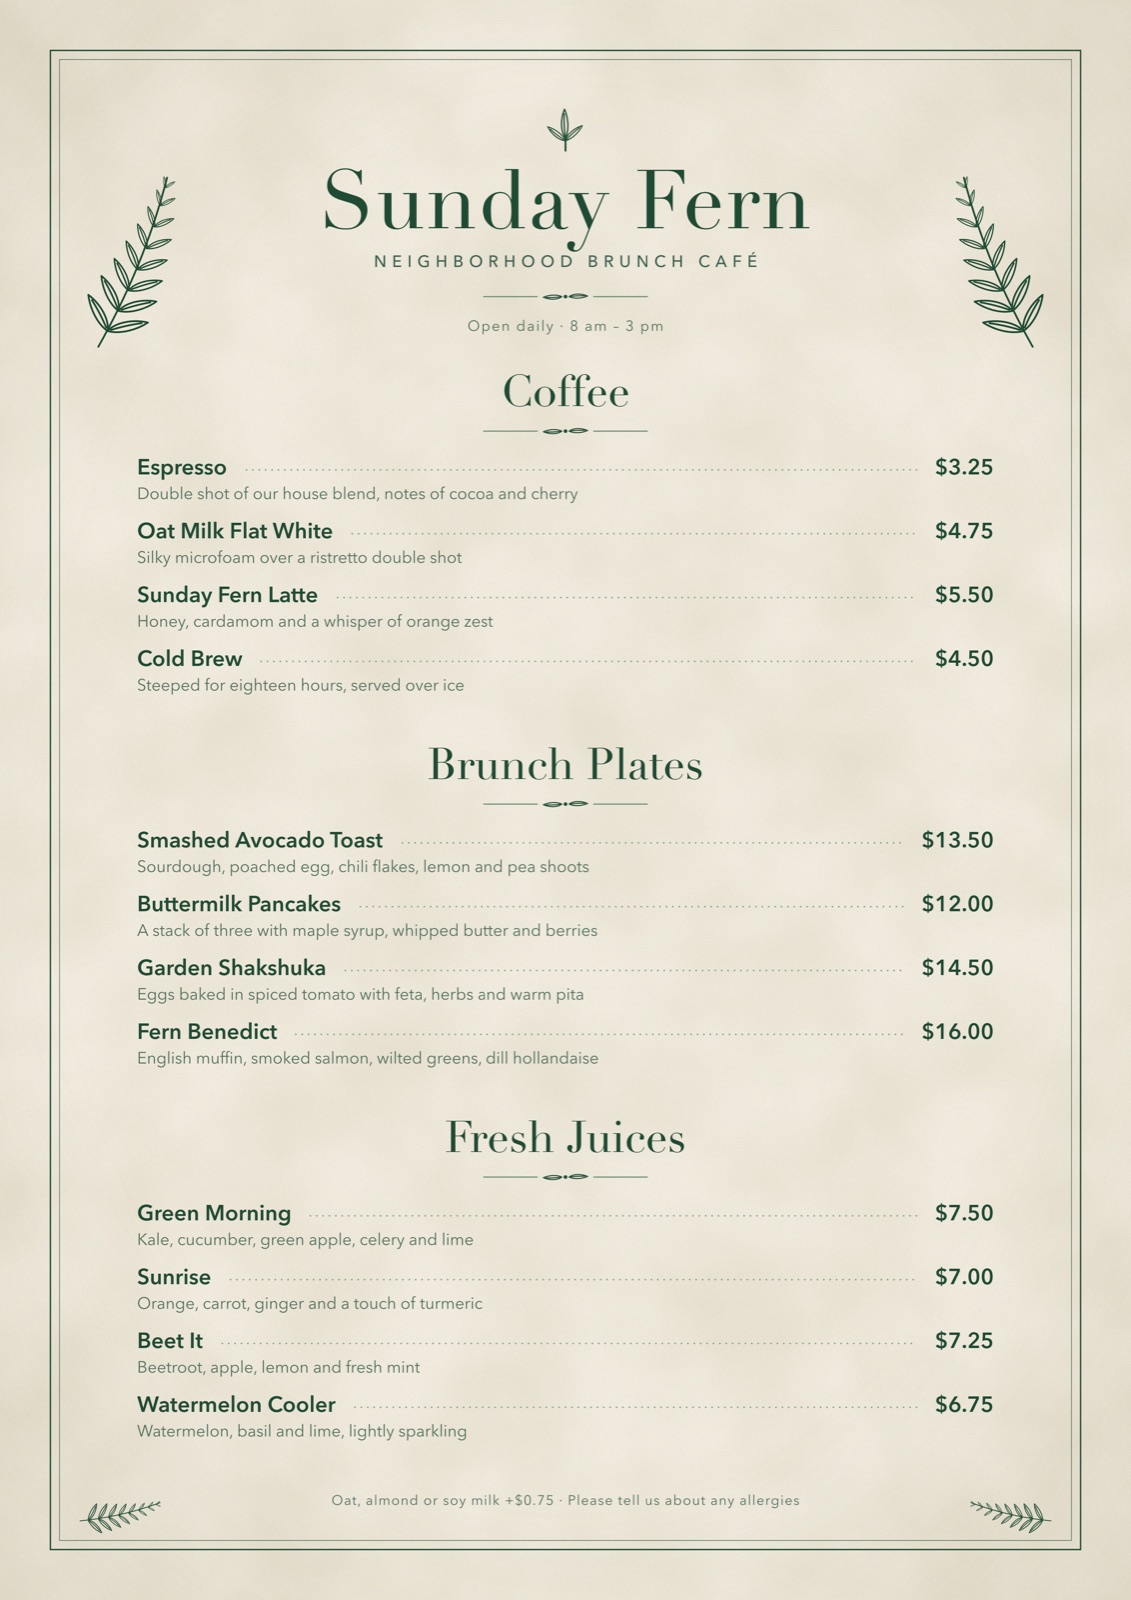 Sunday Fern
NEIGHBORHOOD BRUNCH CAFÉ
Open daily · 8 am – 3 pm
Coffee
Espresso $3.25
Double shot of our house blend, notes of cocoa and cherry
Oat Milk Flat White $4.75
Silky microfoam over a ristretto double shot
Sunday Fern Latte $5.50
Honey, cardamom and a whisper of orange zest
Cold Brew $4.50
Steeped for eighteen hours, served over ice
Brunch Plates
Smashed Avocado Toast $13.50
Sourdough, poached egg, chili flakes, lemon and pea shoots
Buttermilk Pancakes $12.00
A stack of three with maple syrup, whipped butter and berries
Garden Shakshuka $14.50
Eggs baked in spiced tomato with feta, herbs and warm pita
Fern Benedict $16.00
English muffin, smoked salmon, wilted greens, dill hollandaise
Fresh Juices
Green Morning $7.50
Kale, cucumber, green apple, celery and lime
Sunrise $7.00
Orange, carrot, ginger and a touch of turmeric
Beet It $7.25
Beetroot, apple, lemon and fresh mint
Watermelon Cooler $6.75
Watermelon, basil and lime, lightly sparkling
Oat, almond or soy milk +$0.75 · Please tell us about any allergies